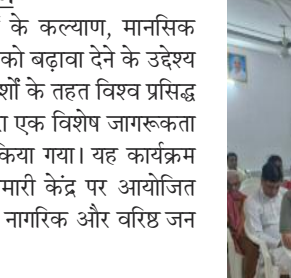 के कल्याण, मानसिक
को बढ़ावा देने के उद्देश्य
के तहत विश्व प्रसिद्ध
एक विशेष जागरूकता
किया गया। यह कार्यक्रम
पर आयोजित
नागरिक और वरिष्ठ जन